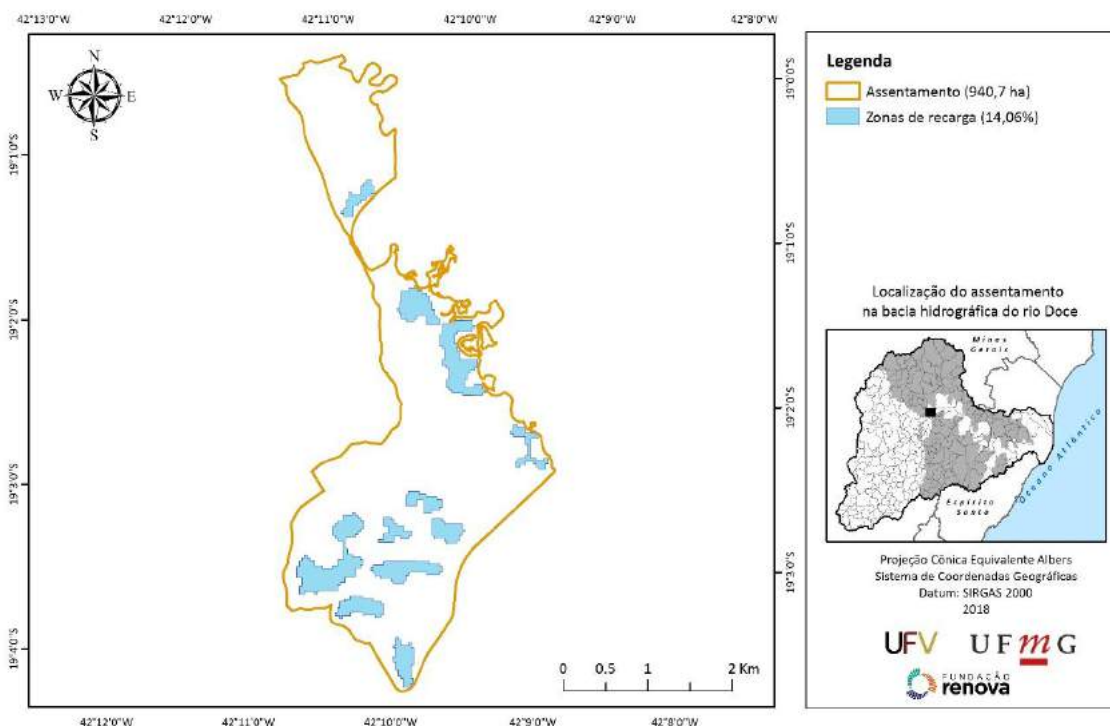 42°13'0"W 42°12'0"W 42°11'0"W 42°10'0"W 42°9'0"W 42°8'0"W
N
W E
S
19°0'0"S
19°1'0"S
19°1'0"S
19°2'0"S
19°2'0"S
19°3'0"S
19°3'0"S
19°4'0"S
0 0.5 1 2 Km
42°12'0"W 42°11'0"W 42°10'0"W 42°9'0"W 42°8'0"W
Legenda
Assentamento (940,7 ha)
Zonas de recarga (14,06%)
Localização do assentamento
na bacia hidrográfica do rio Doce
Minas
Gerais
Espírito
Santo
Oceano Atlântico
Projeção Cônica Equivalente Albers
Sistema de Coordenadas Geográficas
Datum: SIRGAS 2000
2018
UFV UFmG
FUNDAÇÃO
renova